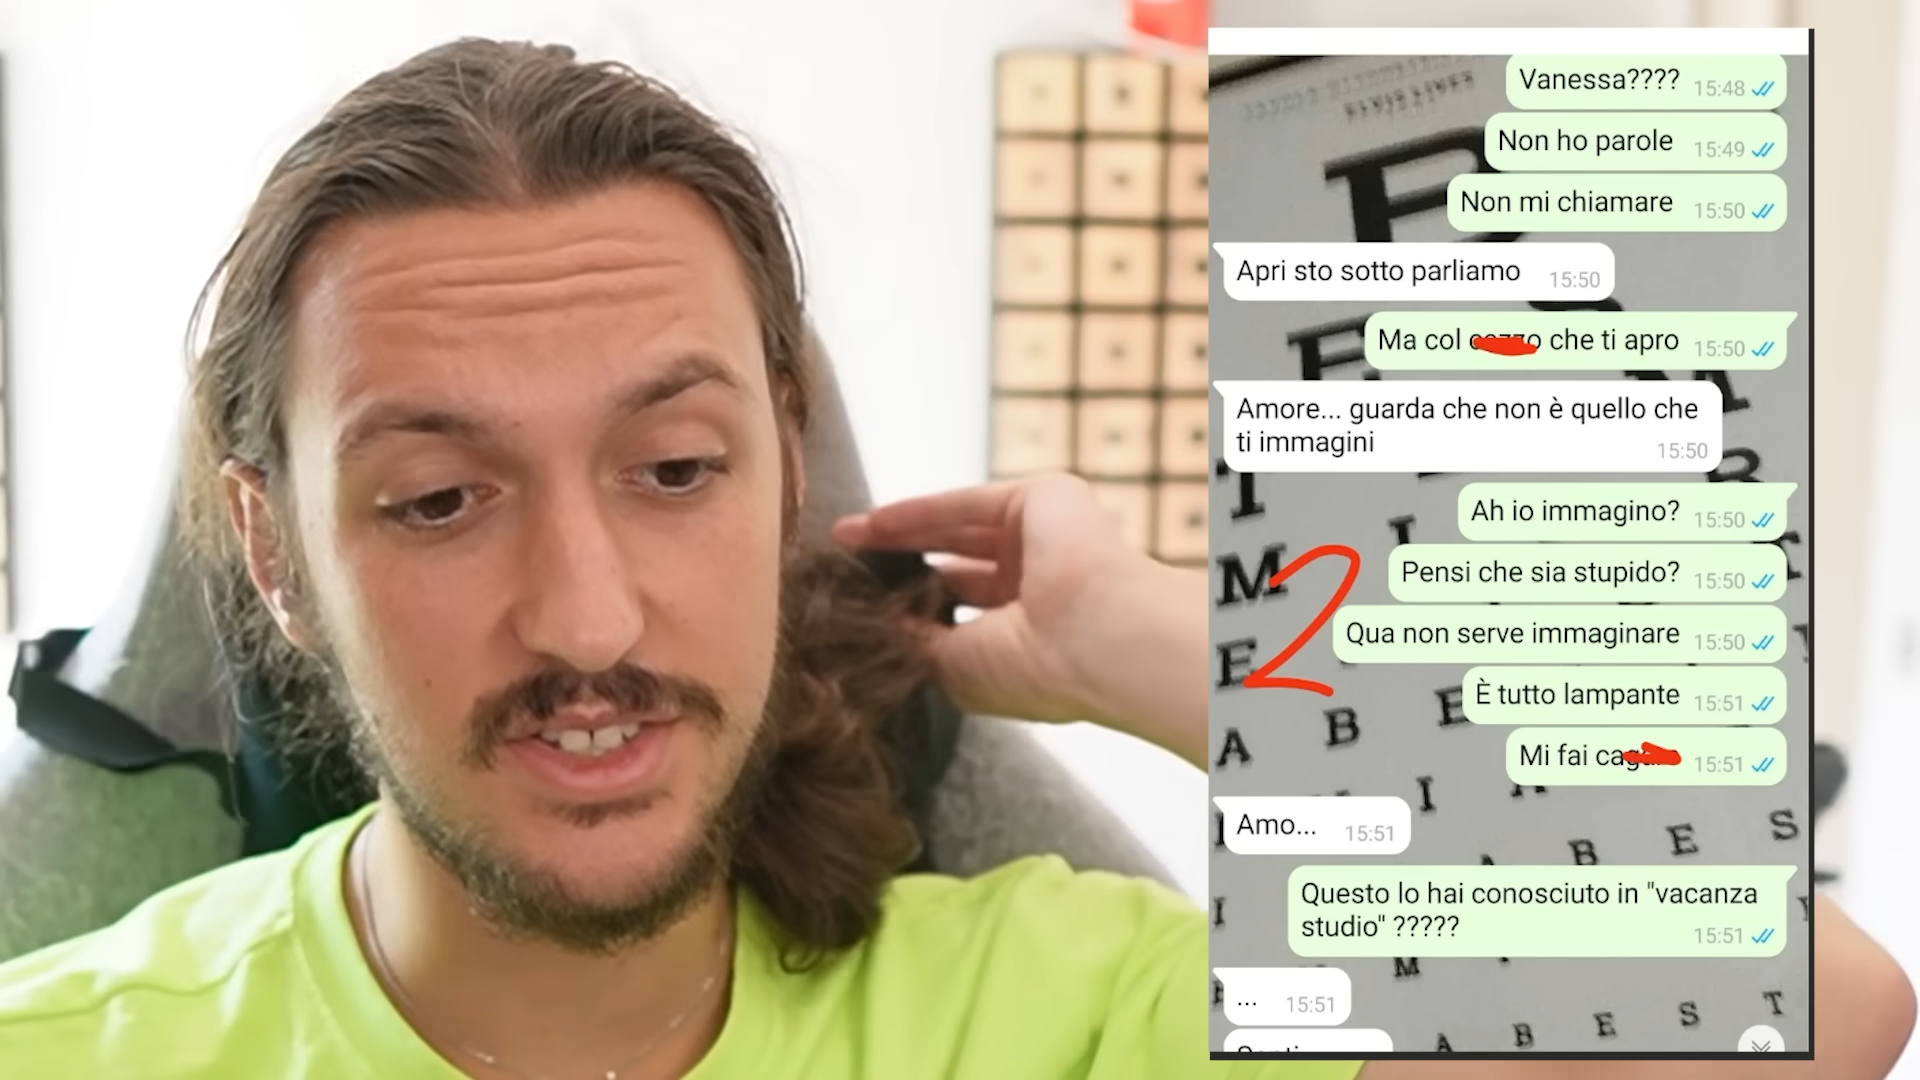 Vanessa???? 15:48
Non ho parole 15:49
Non mi chiamare 15:50
Apri sto sotto parliamo 15:50
Ma col che ti apro 15:50
Amore... guarda che non è quello che
ti immagini 15:50
Ah io immagino? 15:50
Pensi che sia stupido? 15:50
2
Qua non serve immaginare 15:50
È tutto lampante 15:51
Mi fai 15:51
Amo... 15:51
Questo lo hai conosciuto in "vacanza
studio" ????? 15:51
... 15:51